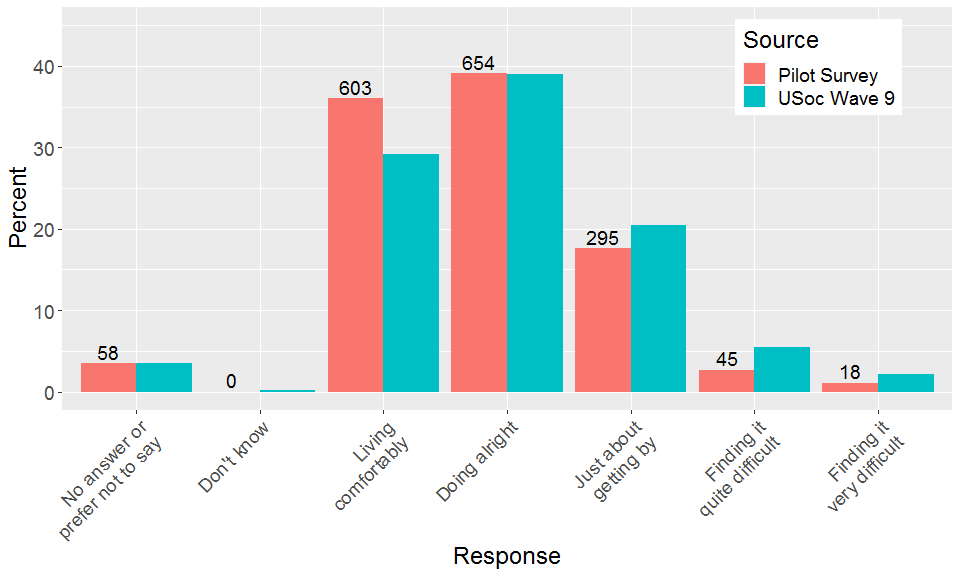 Source
Pilot Survey
USoc Wave 9
Percent
40
30
20
10
0
58
0
603
654
295
45
18
No answer or
prefer not to say
Don't know
Living
comfortably
Doing alright
Just about
getting by
Finding it
quite difficult
Finding it
very difficult
Response